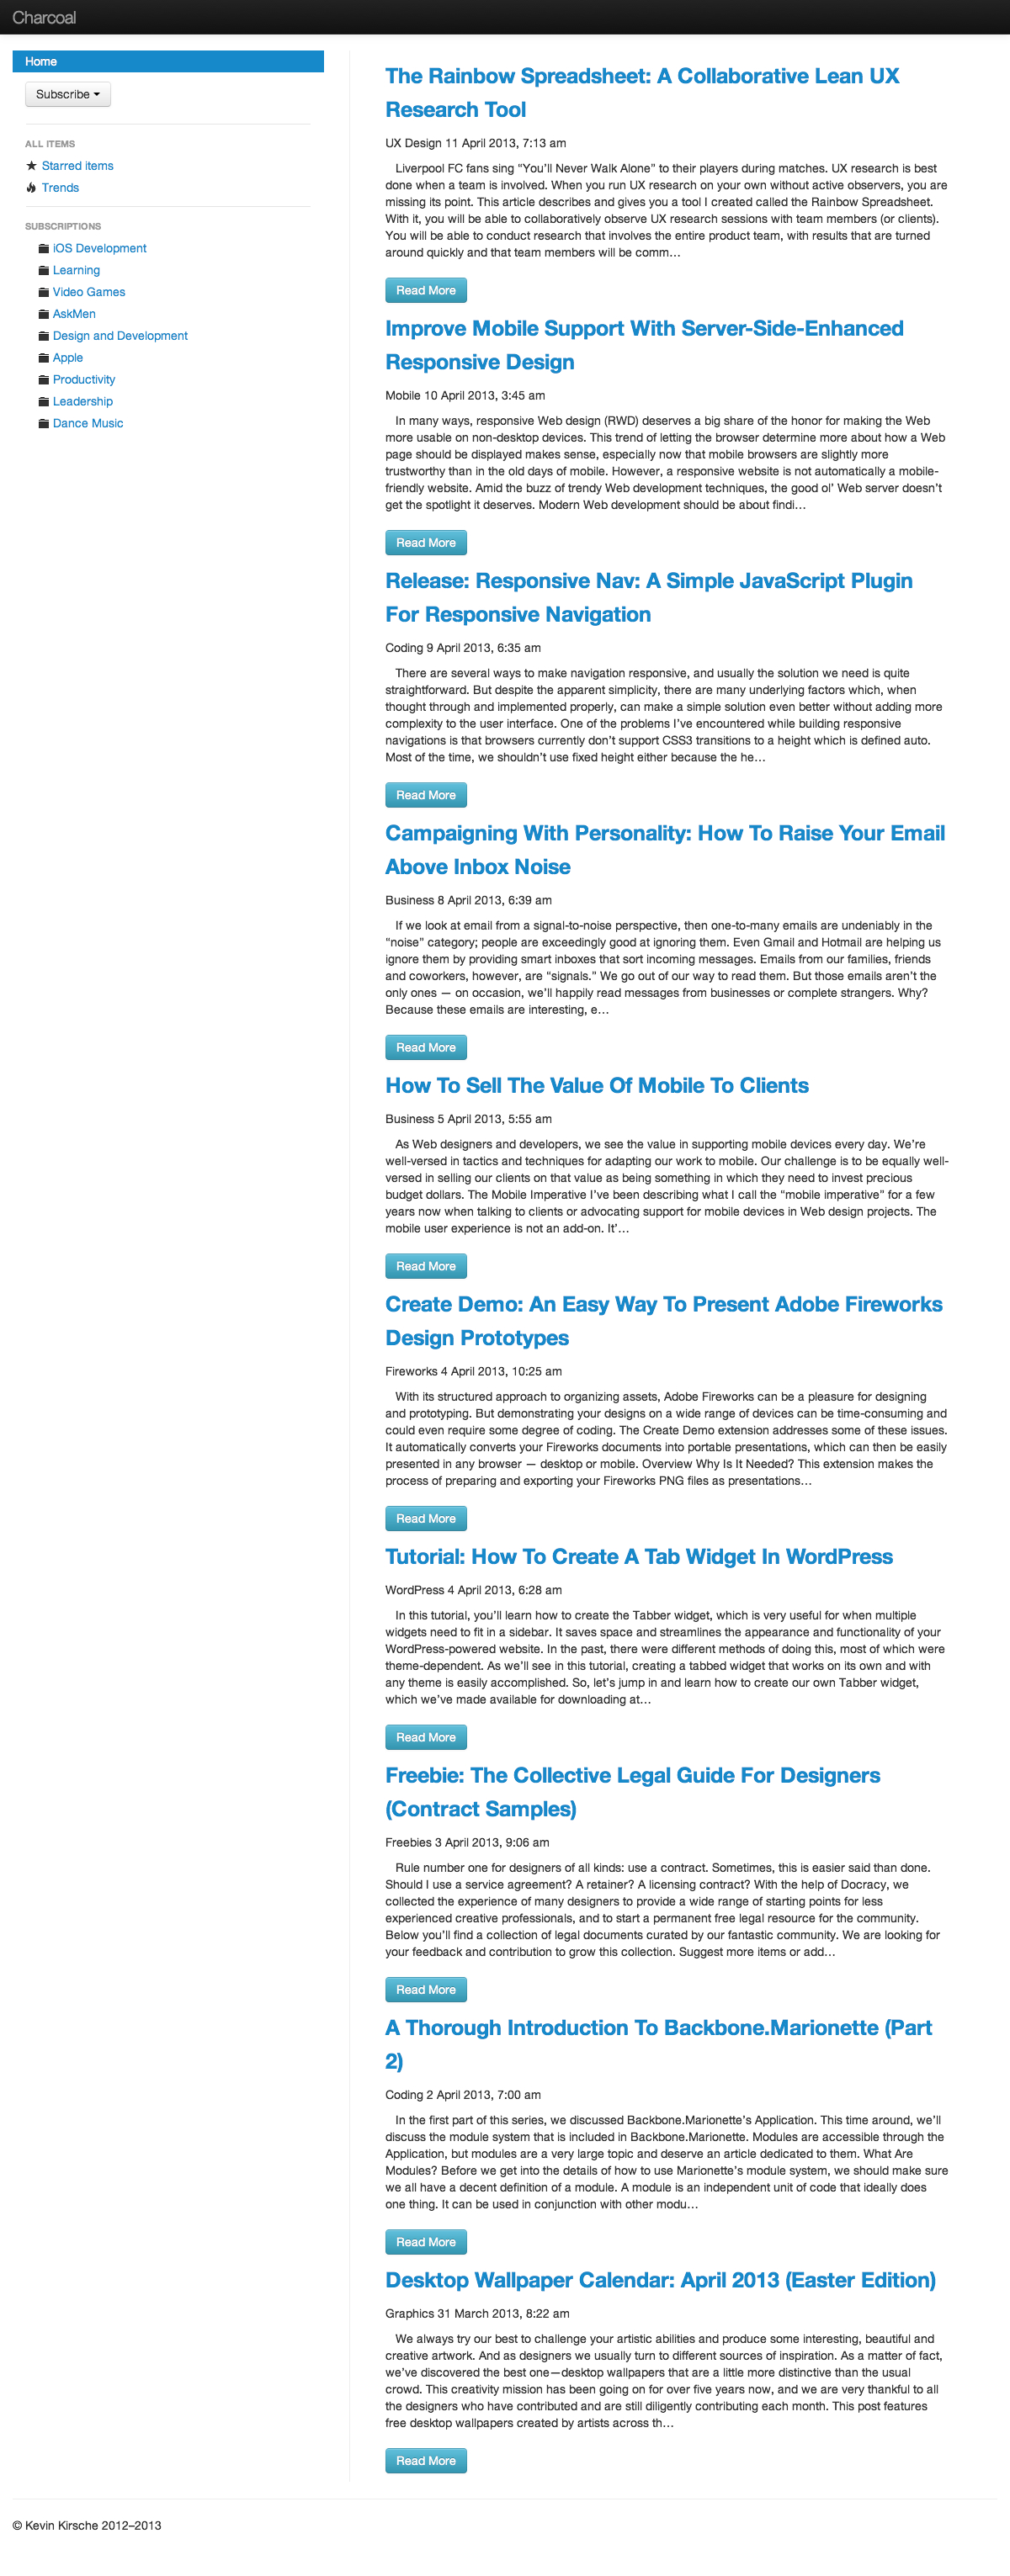 Charcoal
Home
Subscribe
ALL ITEMS
Starred items
Trends
SUBSCRIPTIONS
iOS Development
Learning
Video Games
AskMen
Design and Development
Apple
Productivity
Leadership
Dance Music
The Rainbow Spreadsheet: A Collaborative Lean UX
Research Tool
UX Design 11 April 2013, 7:13 am
Liverpool FC fans sing “You’ll Never Walk Alone” to their players during matches. UX research is best
done when a team is involved. When you run UX research on your own without active observers, you are
missing its point. This article describes and gives you a tool I created called the Rainbow Spreadsheet.
With it, you will be able to collaboratively observe UX research sessions with team members (or clients).
You will be able to conduct research that involves the entire product team, with results that are turned
around quickly and that team members will be comm…
Read More
Improve Mobile Support With Server-Side-Enhanced
Responsive Design
Mobile 10 April 2013, 3:45 am
In many ways, responsive Web design (RWD) deserves a big share of the honor for making the Web
more usable on non-desktop devices. This trend of letting the browser determine more about how a Web
page should be displayed makes sense, especially now that mobile browsers are slightly more
trustworthy than in the old days of mobile. However, a responsive website is not automatically a mobile-
friendly website. Amid the buzz of trendy Web development techniques, the good ol’ Web server doesn’t
get the spotlight it deserves. Modern Web development should be about findi…
Read More
Release: Responsive Nav: A Simple JavaScript Plugin
For Responsive Navigation
Coding 9 April 2013, 6:35 am
There are several ways to make navigation responsive, and usually the solution we need is quite
straightforward. But despite the apparent simplicity, there are many underlying factors which, when
thought through and implemented properly, can make a simple solution even better without adding more
complexity to the user interface. One of the problems I’ve encountered while building responsive
navigations is that browsers currently don’t support CSS3 transitions to a height which is defined auto.
Most of the time, we shouldn’t use fixed height either because the he…
Read More
Campaigning With Personality: How To Raise Your Email
Above Inbox Noise
Business 8 April 2013, 6:39 am
If we look at email from a signal-to-noise perspective, then one-to-many emails are undeniably in the
“noise” category; people are exceedingly good at ignoring them. Even Gmail and Hotmail are helping us
ignore them by providing smart inboxes that sort incoming messages. Emails from our families, friends
and coworkers, however, are “signals.” We go out of our way to read them. But those emails aren’t the
only ones — on occasion, we’ll happily read messages from businesses or complete strangers. Why?
Because these emails are interesting, e…
Read More
How To Sell The Value Of Mobile To Clients
Business 5 April 2013, 5:55 am
As Web designers and developers, we see the value in supporting mobile devices every day. We’re
well-versed in tactics and techniques for adapting our work to mobile. Our challenge is to be equally well-
versed in selling our clients on that value as being something in which they need to invest precious
budget dollars. The Mobile Imperative I’ve been describing what I call the “mobile imperative” for a few
years now when talking to clients or advocating support for mobile devices in Web design projects. The
mobile user experience is not an add-on. It’…
Read More
Create Demo: An Easy Way To Present Adobe Fireworks
Design Prototypes
Fireworks 4 April 2013, 10:25 am
With its structured approach to organizing assets, Adobe Fireworks can be a pleasure for designing
and prototyping. But demonstrating your designs on a wide range of devices can be time-consuming and
could even require some degree of coding. The Create Demo extension addresses some of these issues.
It automatically converts your Fireworks documents into portable presentations, which can then be easily
presented in any browser — desktop or mobile. Overview Why Is It Needed? This extension makes the
process of preparing and exporting your Fireworks PNG files as presentations…
Read More
Tutorial: How To Create A Tab Widget In WordPress
WordPress 4 April 2013, 6:28 am
In this tutorial, you’ll learn how to create the Tabber widget, which is very useful for when multiple
widgets need to fit in a sidebar. It saves space and streamlines the appearance and functionality of your
WordPress-powered website. In the past, there were different methods of doing this, most of which were
theme-dependent. As we’ll see in this tutorial, creating a tabbed widget that works on its own and with
any theme is easily accomplished. So, let’s jump in and learn how to create our own Tabber widget,
which we’ve made available for downloading at…
Read More
Freebie: The Collective Legal Guide For Designers
(Contract Samples)
Freebies 3 April 2013, 9:06 am
Rule number one for designers of all kinds: use a contract. Sometimes, this is easier said than done.
Should I use a service agreement? A retainer? A licensing contract? With the help of Docracy, we
collected the experience of many designers to provide a wide range of starting points for less
experienced creative professionals, and to start a permanent free legal resource for the community.
Below you’ll find a collection of legal documents curated by our fantastic community. We are looking for
your feedback and contribution to grow this collection. Suggest more items or add…
Read More
A Thorough Introduction To Backbone.Marionette (Part
2)
Coding 2 April 2013, 7:00 am
In the first part of this series, we discussed Backbone.Marionette’s Application. This time around, we’ll
discuss the module system that is included in Backbone.Marionette. Modules are accessible through the
Application, but modules are a very large topic and deserve an article dedicated to them. What Are
Modules? Before we get into the details of how to use Marionette’s module system, we should make sure
we all have a decent definition of a module. A module is an independent unit of code that ideally does
one thing. It can be used in conjunction with other modu…
Read More
Desktop Wallpaper Calendar: April 2013 (Easter Edition)
Graphics 31 March 2013, 8:22 am
We always try our best to challenge your artistic abilities and produce some interesting, beautiful and
creative artwork. And as designers we usually turn to different sources of inspiration. As a matter of fact,
we’ve discovered the best one—desktop wallpapers that are a little more distinctive than the usual
crowd. This creativity mission has been going on for over five years now, and we are very thankful to all
the designers who have contributed and are still diligently contributing each month. This post features
free desktop wallpapers created by artists across th…
Read More
© Kevin Kirsche 2012–2013